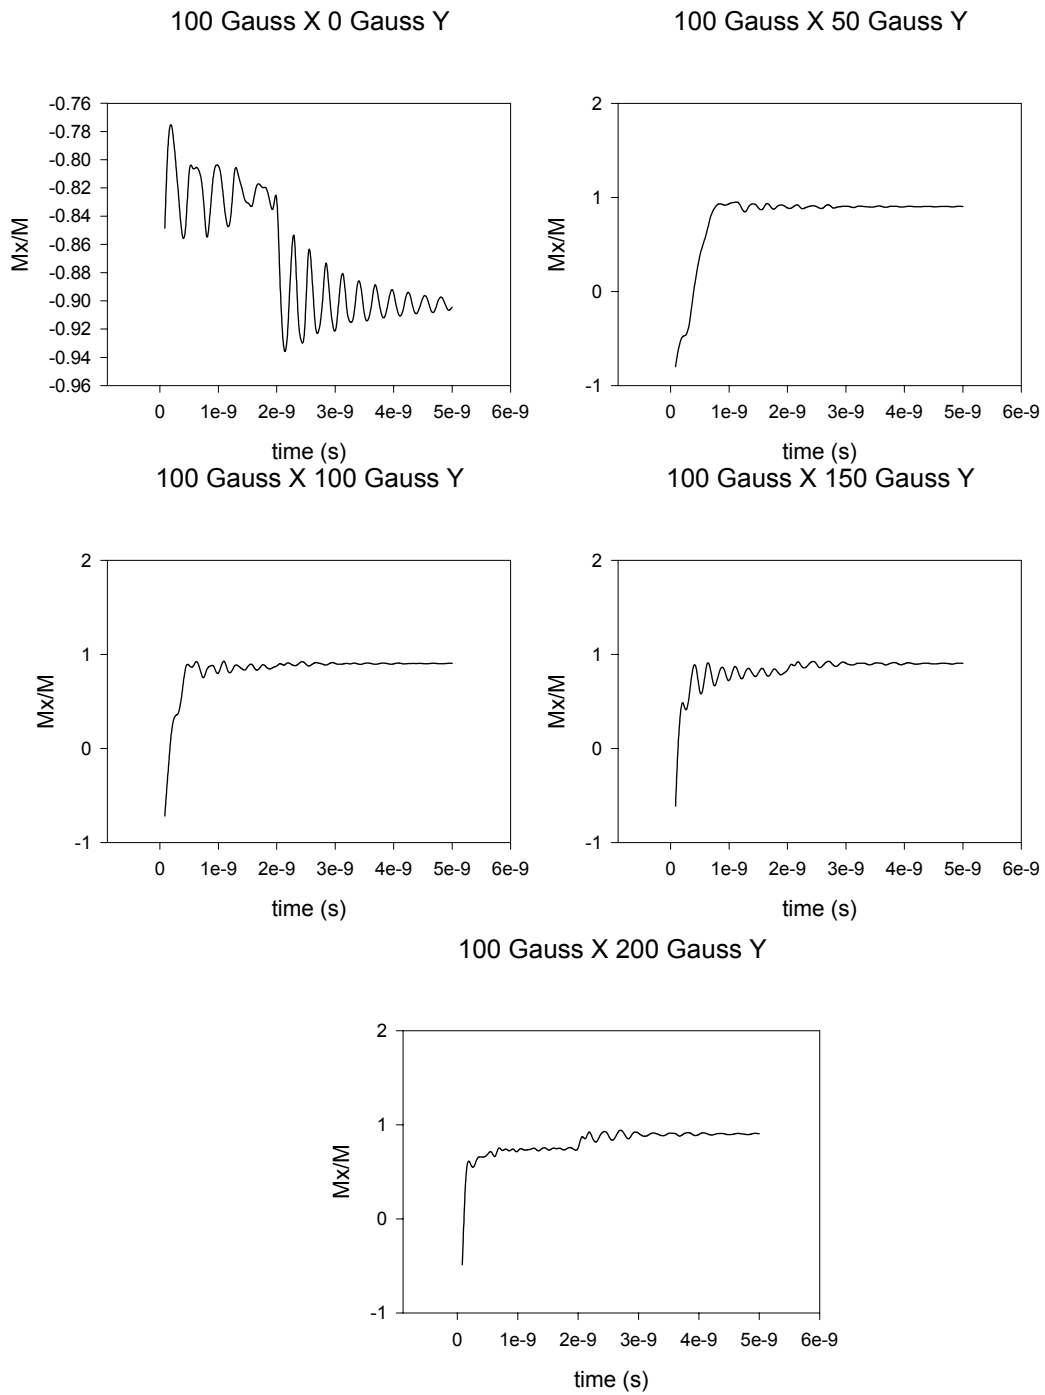 100 Gauss X 0 Gauss Y
-0.76
-0.78
-0.80
-0.82
-0.84
-0.86
-0.88
-0.90
-0.92
-0.94
-0.96
Mx/M
0 1e-9 2e-9 3e-9 4e-9 5e-9 6e-9
time (s)
100 Gauss X 50 Gauss Y
2
1
0
-1
Mx/M
0 1e-9 2e-9 3e-9 4e-9 5e-9 6e-9
time (s)
100 Gauss X 100 Gauss Y
2
1
0
-1
Mx/M
0 1e-9 2e-9 3e-9 4e-9 5e-9 6e-9
time (s)
100 Gauss X 150 Gauss Y
2
1
0
-1
Mx/M
0 1e-9 2e-9 3e-9 4e-9 5e-9 6e-9
time (s)
100 Gauss X 200 Gauss Y
2
1
0
-1
Mx/M
0 1e-9 2e-9 3e-9 4e-9 5e-9 6e-9
time (s)